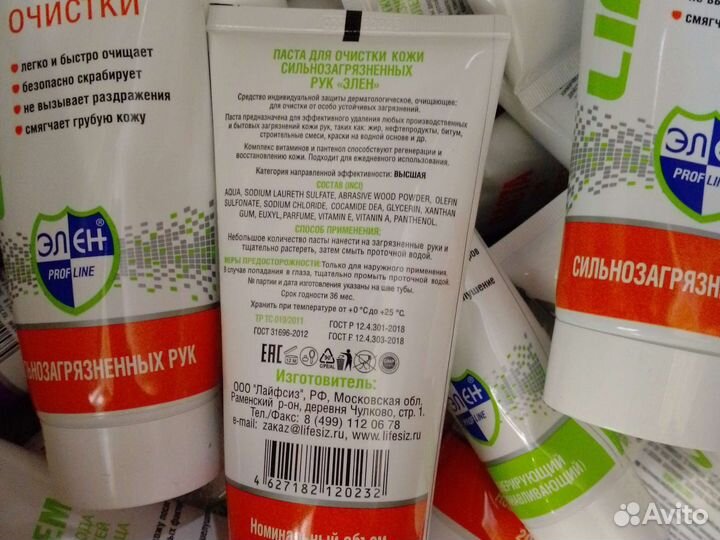 ОЧИСТКИ
легко и быстро очищает
безопасно скрабирует
не вызывает раздражения
смягчает грубую кожу
ЭЛЕН
PROF LINE
ЗАГРЯЗНЕННЫХ РУК
ПАСТА ДЛЯ ОЧИСТКИ КОЖИ
СИЛЬНОЗАГРЯЗНЕННЫХ
РУК «ЭЛЕН»
Средство индивидуальной защиты дерматологическое, очищающее:
для очистки от особо устойчивых загрязнений.
Паста предназначена для эффективного удаления любых производственных
и бытовых загрязнений кожи рук, таких как: жир, нефтепродукты, битум,
строительные смеси, краски на водной основе и др.
Комплекс витаминов и пантенол способствуют регенерации и
восстановлению кожи. Подходит для ежедневного использования.
Категория направленной эффективности: ВЫСШАЯ
СОСТАВ (INCI)
AQUA, SODIUM LAURETH SULFATE, ABRASIVE WOOD POWDER, OLEFIN
SULFONATE, SODIUM CHLORIDE, COCAMIDE DEA, GLYCERIN, XANTHAN
GUM, EUXYL, PARFUME, VITAMIN E, VITAMIN A, PANTHENOL.
СПОСОБ ПРИМЕНЕНИЯ:
Небольшое количество пасты нанести на загрязненные руки и
тщательно растереть, затем смыть проточной водой.
МЕРЫ ПРЕДОСТОРОЖНОСТИ: Только для наружного применения.
В случае попадания в глаза, тщательно промыть проточной водой.
№ партии и дата изготовления указаны на шве тубы.
Срок годности 36 мес.
Хранить при температуре от +0 °С до +25 °С.
ТР ТС 019/2011 ГОСТ Р 12.4.301-2018
ГОСТ 31696-2012 ГОСТ Р 12.4.303-2018
EAC 12 M
Изготовитель:
ООО "Лайфсиз", РФ, Московская обл.
Раменский р-он, деревня Чулково, стр. 1.
Тел./Факс: 8 (499) 112 06 78
e-mail: zakaz@lifesiz.ru, www.lifesiz.ru
4 627182 120232
Номинальный объем
смягч
ЭЛЕН
PROF LINE
СИЛЬНОЗАГРЯЗН
ЭЛЕН
PROF LINE
Avito